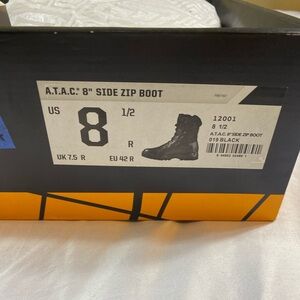 A.T.A.C.® 8" SIDE ZIP BOOT
US 8 1/2
R
UK 7.5 R EU 42 R
12001
8 1/2
A.T.A.C. 8" SIDE ZIP BOOT
019 BLACK